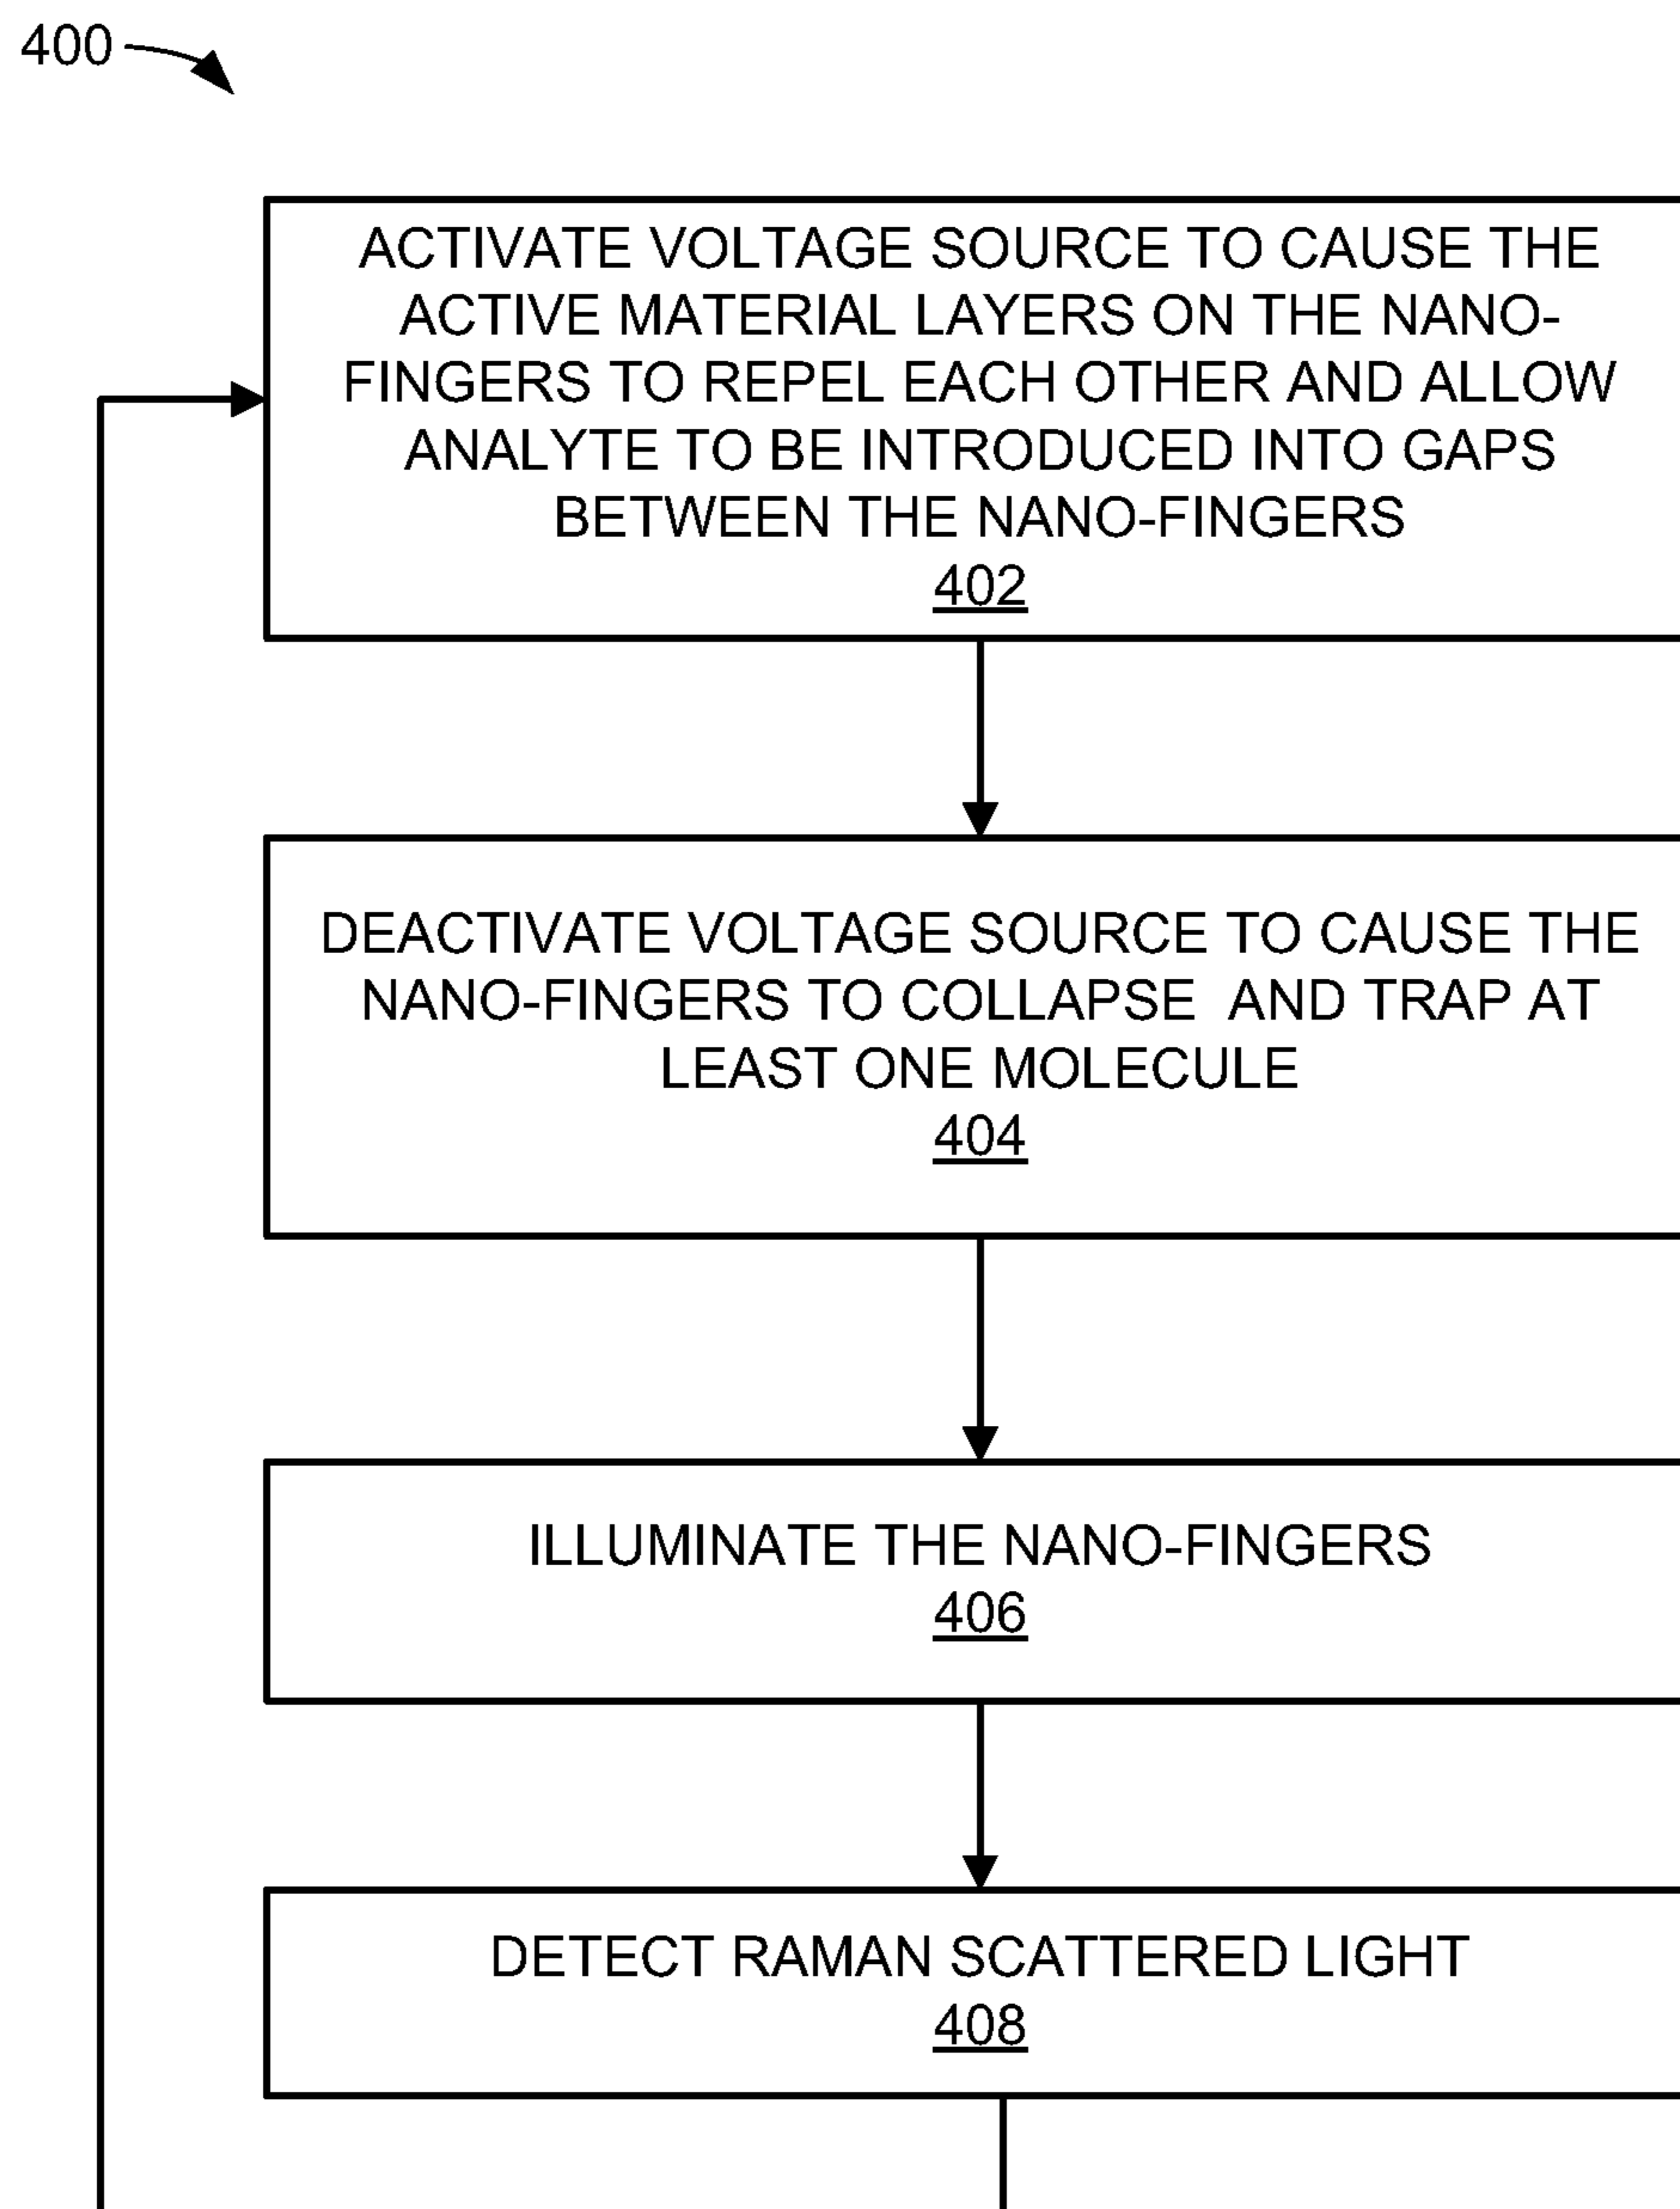 400
ACTIVATE VOLTAGE SOURCE TO CAUSE THE
ACTIVE MATERIAL LAYERS ON THE NANO-
FINGERS TO REPEL EACH OTHER AND ALLOW
ANALYTE TO BE INTRODUCED INTO GAPS
BETWEEN THE NANO-FINGERS
402
DEACTIVATE VOLTAGE SOURCE TO CAUSE THE
NANO-FINGERS TO COLLAPSE AND TRAP AT
LEAST ONE MOLECULE
404
ILLUMINATE THE NANO-FINGERS
406
DETECT RAMAN SCATTERED LIGHT
408